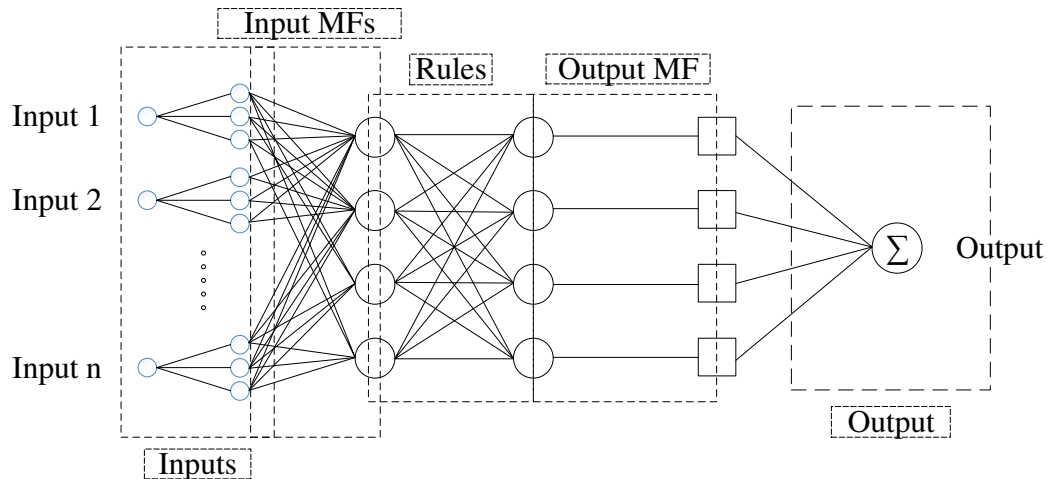 Input MFs
Rules
Output MF
Input 1
Input 2
Input n
Σ
Output
Output
Inputs